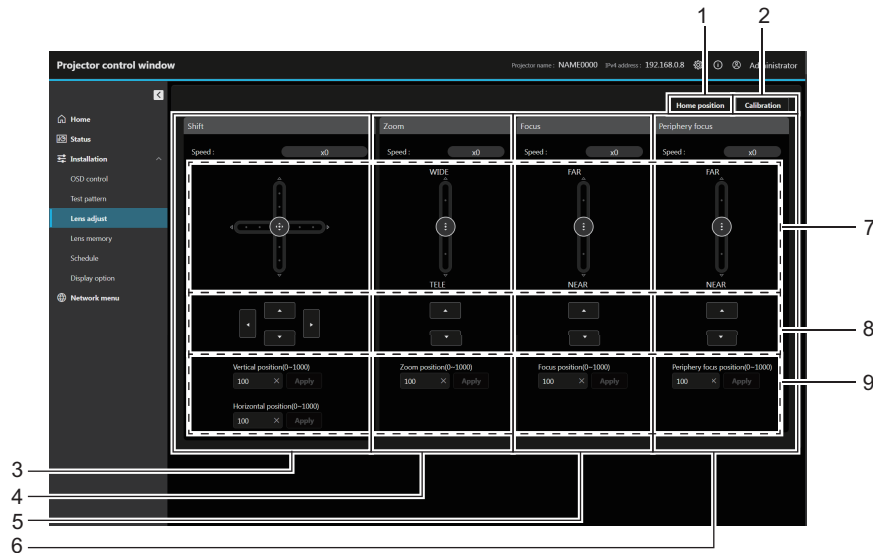 1 2
Projector control window
Projector name : NAME0000 IPv4 address : 192.168.0.8 Administrator
Home position Calibration
Home
Status
Installation
OSD control
Test pattern
Lens adjust
Lens memory
Schedule
Display option
Network menu
Shift Zoom Focus Periphery focus
Speed : x0 Speed : x0 Speed : x0 Speed : x0
WIDE FAR FAR
7
TELE NEAR NEAR
8
Vertical position(0~1000) Zoom position(0~1000) Focus position(0~1000) Periphery focus position(0~1000)
100 × Apply 100 × Apply 100 × Apply 100 × Apply
9
Horizontal position(0~1000)
100 × Apply
3
4
5
6